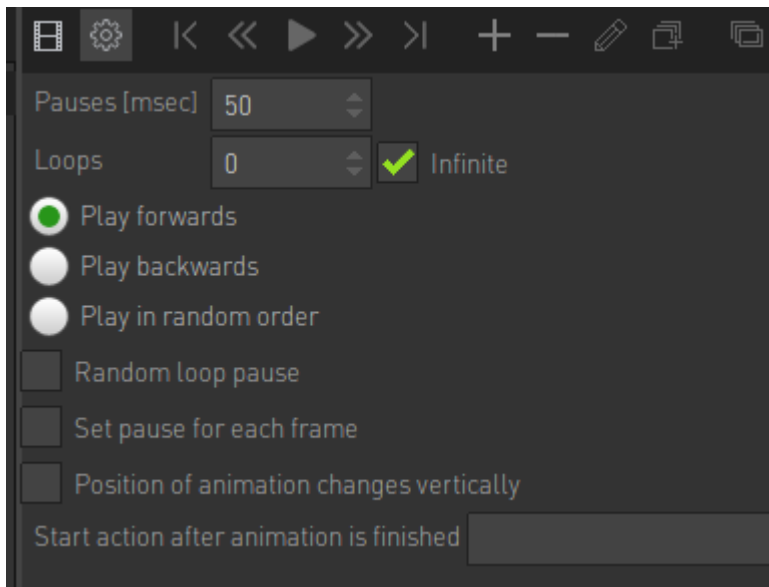 Pauses [msec] 50
Loops 0 Infinite
Play forwards
Play backwards
Play in random order
Random loop pause
Set pause for each frame
Position of animation changes vertically
Start action after animation is finished